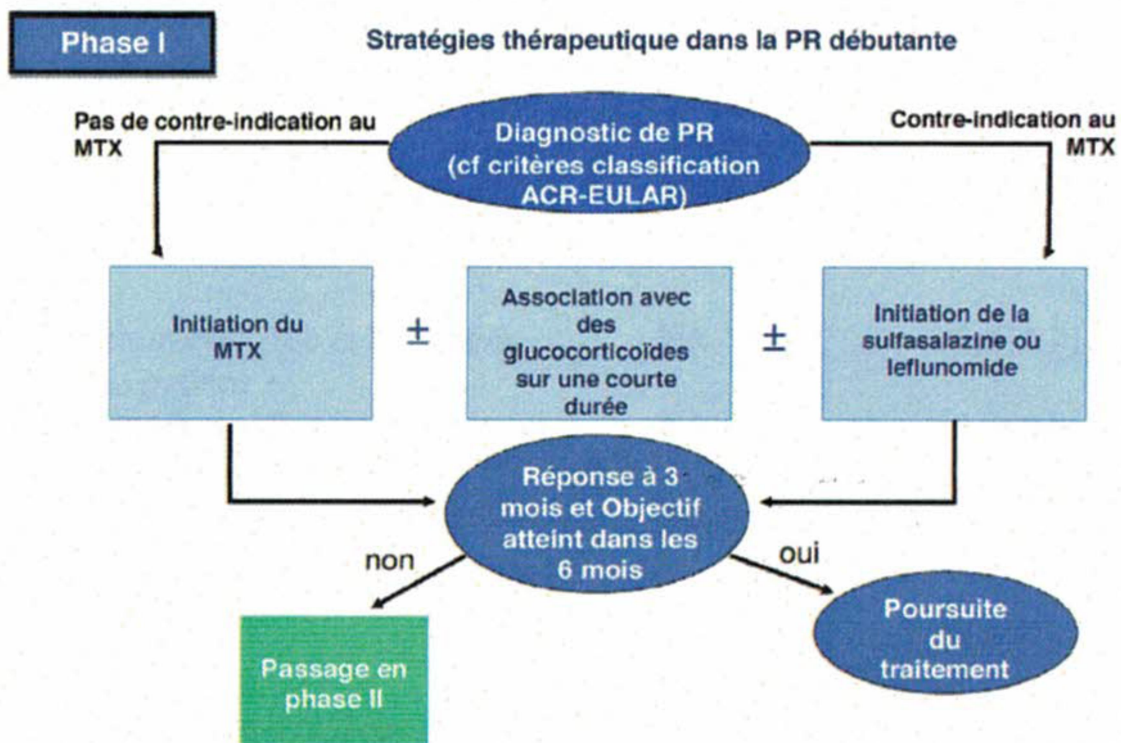 Phase I
Stratégies thérapeutique dans la PR débutante
Pas de contre-indication au
MTX
Diagnostic de PR
(cf critères classification
ACR-EULAR)
Contre-indication au
MTX
Initiation du
MTX
±
Association avec
des
glucocorticoïdes
sur une courte
durée
±
Initiation de la
sulfasalazine ou
leflunomide
Réponse à 3
mois et Objectif
atteint dans les
6 mois
non
oui
Passage en
phase II
Poursuite
du
traitement